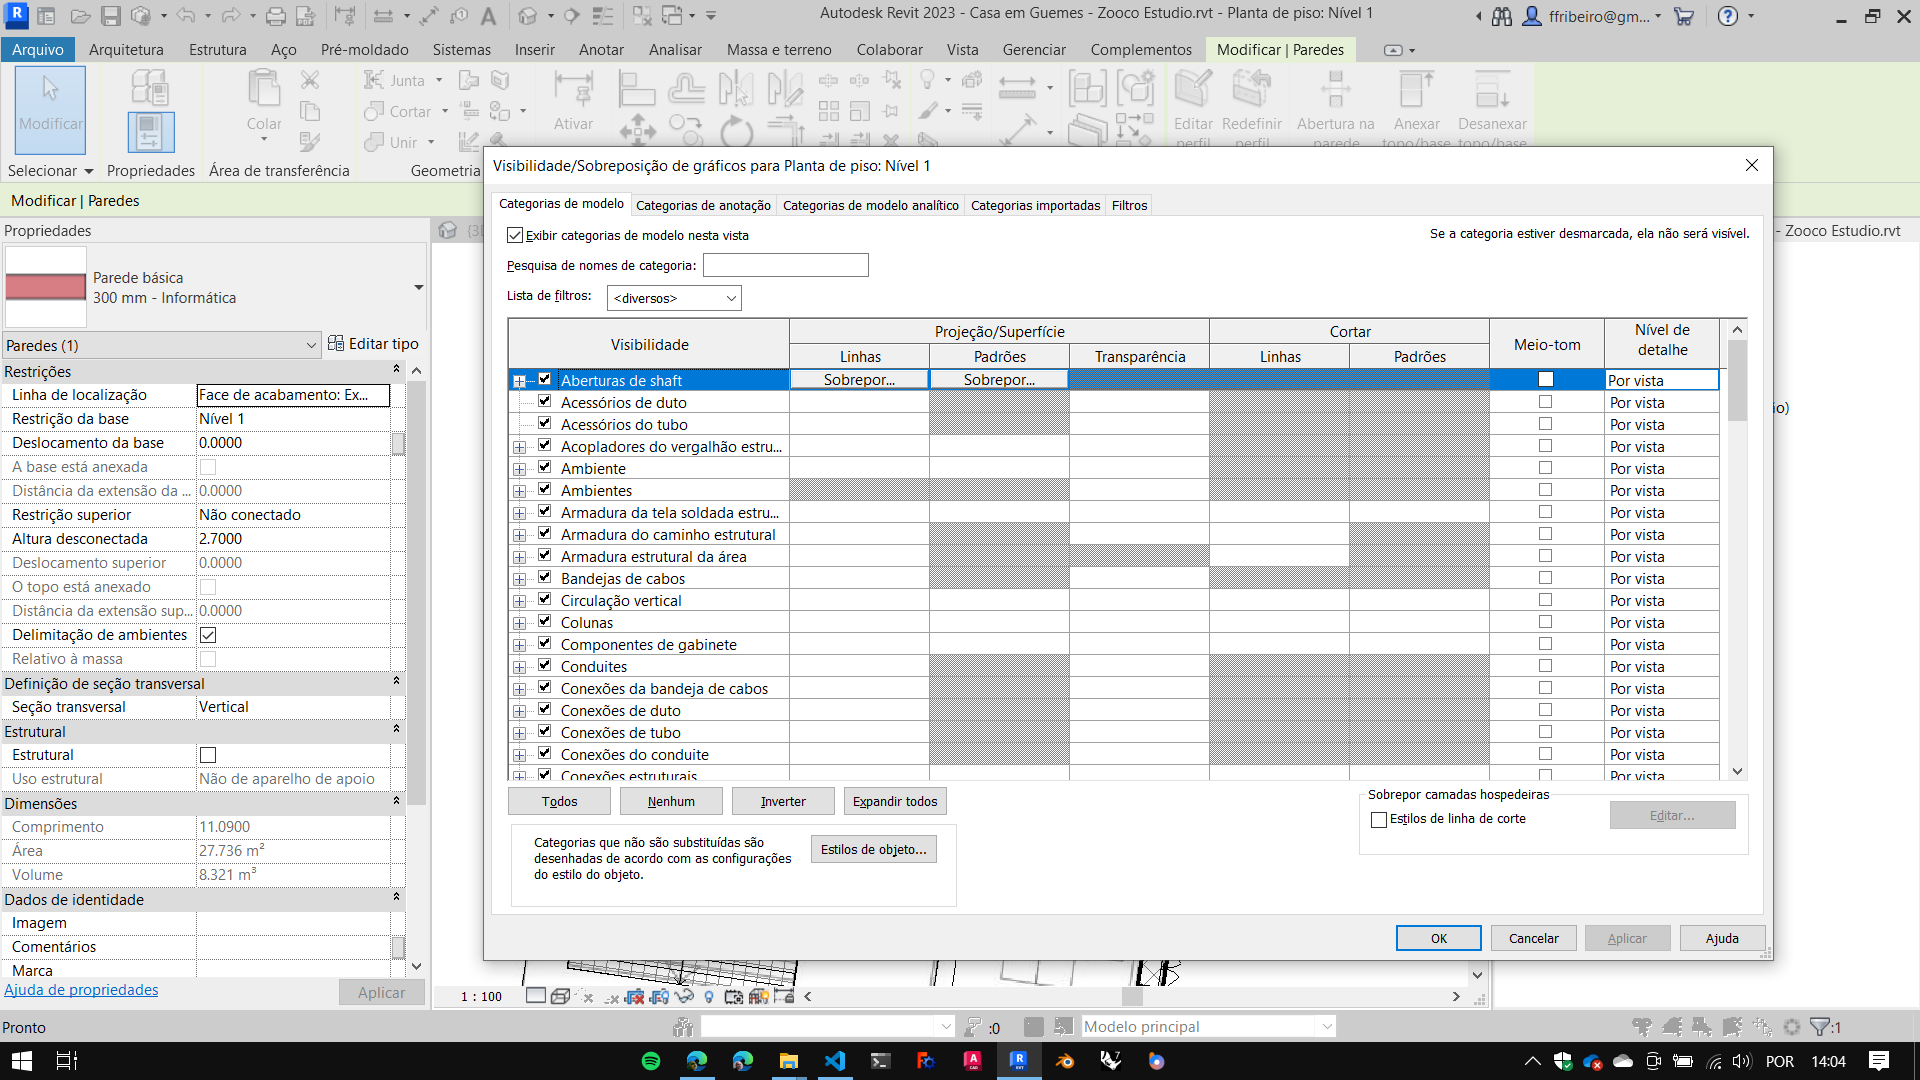 Autodesk Revit 2023 - Casa em Guemes - Zooco Estudio.rvt - Planta de piso: Nível 1
ffribeiro@gm...
Arquivo
Arquitetura
Estrutura
Aço
Pré-moldado
Sistemas
Inserir
Anotar
Analisar
Massa e terreno
Colaborar
Vista
Gerenciar
Complementos
Modificar | Paredes
Modificar
Colar
Junta
Cortar
Unir
Ativar
Editar perfil
Redefinir perfil
Abertura na parede
Anexar topo/base
Desanexar topo/base
Selecionar
Propriedades
Área de transferência
Geometria
Modificar | Paredes
Propriedades
- Zooco Estudio.rvt
Parede básica
300 mm - Informática
Paredes (1)
Editar tipo
Restrições
Linha de localização Face de acabamento: Ex...
Restrição da base Nível 1
Deslocamento da base 0.0000
A base está anexada
Distância da extensão da ... 0.0000
Restrição superior Não conectado
Altura desconectada 2.7000
Deslocamento superior 0.0000
O topo está anexado
Distância da extensão sup... 0.0000
Delimitação de ambientes
Relativo à massa
Definição de seção transversal
Seção transversal Vertical
Estrutural
Estrutural
Uso estrutural Não de aparelho de apoio
Dimensões
Comprimento 11.0900
Área 27.736 m²
Volume 8.321 m³
Dados de identidade
Imagem
Comentários
Marca
Ajuda de propriedades
Aplicar
Visibilidade/Sobreposição de gráficos para Planta de piso: Nível 1
Categorias de modelo
Categorias de anotação
Categorias de modelo analítico
Categorias importadas
Filtros
Exibir categorias de modelo nesta vista
Se a categoria estiver desmarcada, ela não será visível.
Pesquisa de nomes de categoria:
Lista de filtros: <diversos>
Visibilidade
Projeção/Superfície
Cortar
Meio-tom
Nível de detalhe
Linhas
Padrões
Transparência
Linhas
Padrões
Aberturas de shaft Sobrepor... Sobrepor... Por vista
Acessórios de duto Por vista
Acessórios do tubo Por vista
Acopladores do vergalhão estru... Por vista
Ambiente Por vista
Ambientes Por vista
Armadura da tela soldada estru... Por vista
Armadura do caminho estrutural Por vista
Armadura estrutural da área Por vista
Bandejas de cabos Por vista
Circulação vertical Por vista
Colunas Por vista
Componentes de gabinete Por vista
Conduites Por vista
Conexões da bandeja de cabos Por vista
Conexões de duto Por vista
Conexões de tubo Por vista
Conexões do conduite Por vista
Conexões estruturais Por vista
Todos
Nenhum
Inverter
Expandir todos
Sobrepor camadas hospedeiras
Estilos de linha de corte
Editar...
Categorias que não são substituídas são
desenhadas de acordo com as configurações
do estilo do objeto.
Estilos de objeto...
OK
Cancelar
Aplicar
Ajuda
1 : 100
Pronto
:0
Modelo principal
:1
POR
14:04